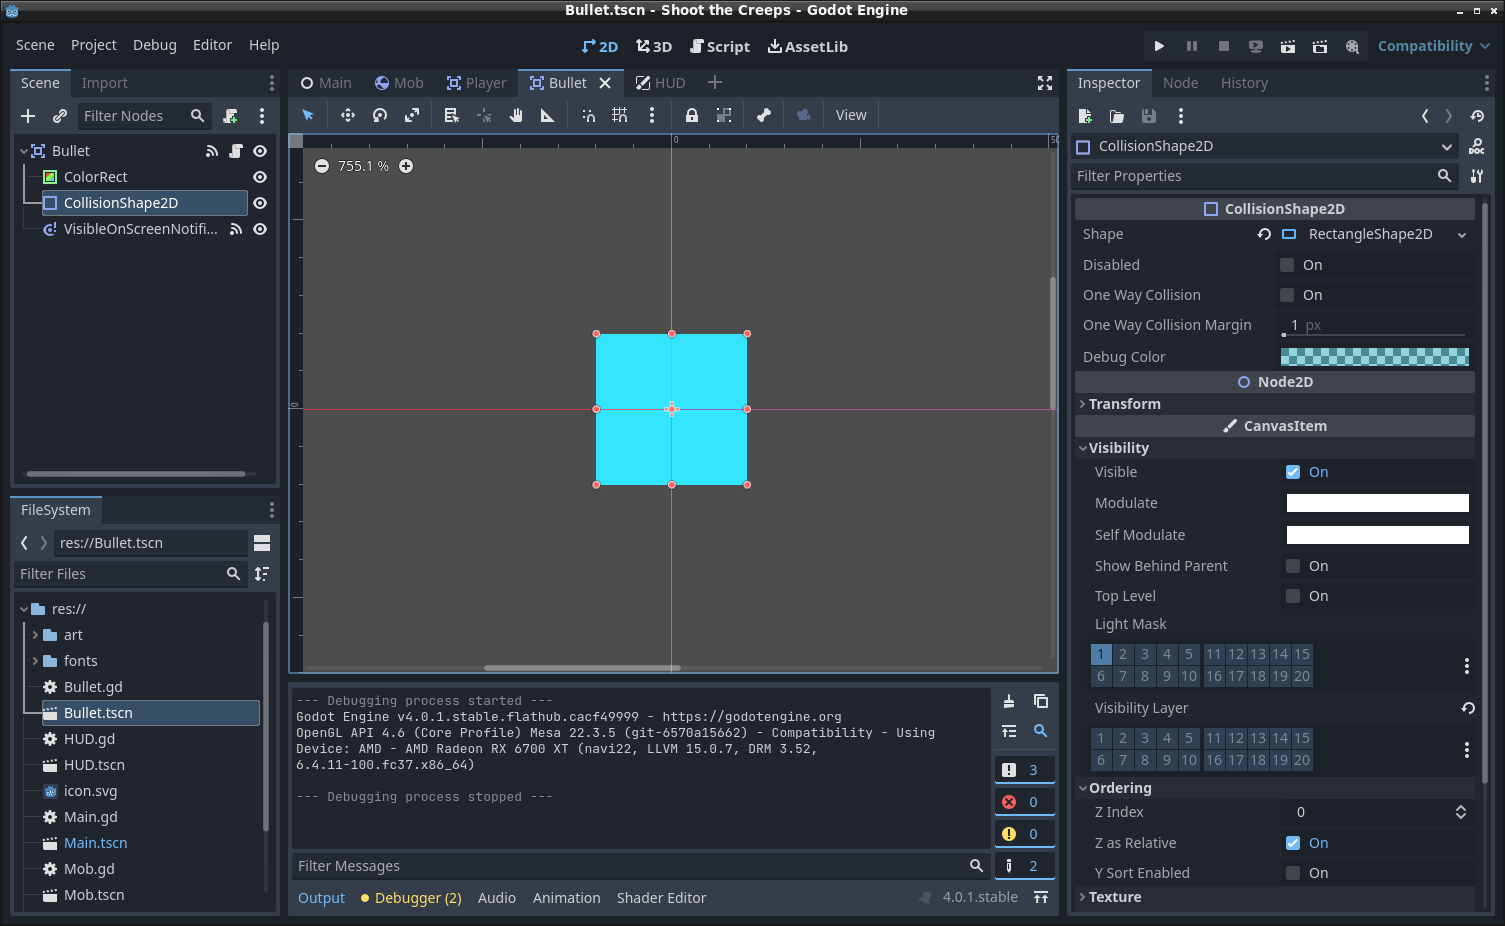 Bullet.tscn - Shoot the Creeps - Godot Engine
Scene Project Debug Editor Help
2D 3D Script AssetLib
Compatibility
Scene Import
Filter Nodes
Bullet
ColorRect
CollisionShape2D
VisibleOnScreenNotifi...
FileSystem
res://Bullet.tscn
Filter Files
res://
art
fonts
Bullet.gd
Bullet.tscn
HUD.gd
HUD.tscn
icon.svg
Main.gd
Main.tscn
Mob.gd
Mob.tscn
Main Mob Player Bullet HUD
View
0 50
755.1 %
0
--- Debugging process started ---
Godot Engine v4.0.1.stable.flathub.cacf49999 - https://godotengine.org
OpenGL API 4.6 (Core Profile) Mesa 22.3.5 (git-6570a15662) - Compatibility - Using
Device: AMD - AMD Radeon RX 6700 XT (navi22, LLVM 15.0.7, DRM 3.52,
6.4.11-100.fc37.x86_64)
--- Debugging process stopped ---
3
0
0
2
Filter Messages
Output Debugger (2) Audio Animation Shader Editor
4.0.1.stable
Inspector Node History
CollisionShape2D
DOC
Filter Properties
CollisionShape2D
Shape RectangleShape2D
Disabled On
One Way Collision On
One Way Collision Margin 1 px
Debug Color
Node2D
Transform
CanvasItem
Visibility
Visible On
Modulate
Self Modulate
Show Behind Parent On
Top Level On
Light Mask
1 2 3 4 5 11 12 13 14 15
6 7 8 9 10 16 17 18 19 20
Visibility Layer
1 2 3 4 5 11 12 13 14 15
6 7 8 9 10 16 17 18 19 20
Ordering
Z Index 0
Z as Relative On
Y Sort Enabled On
Texture